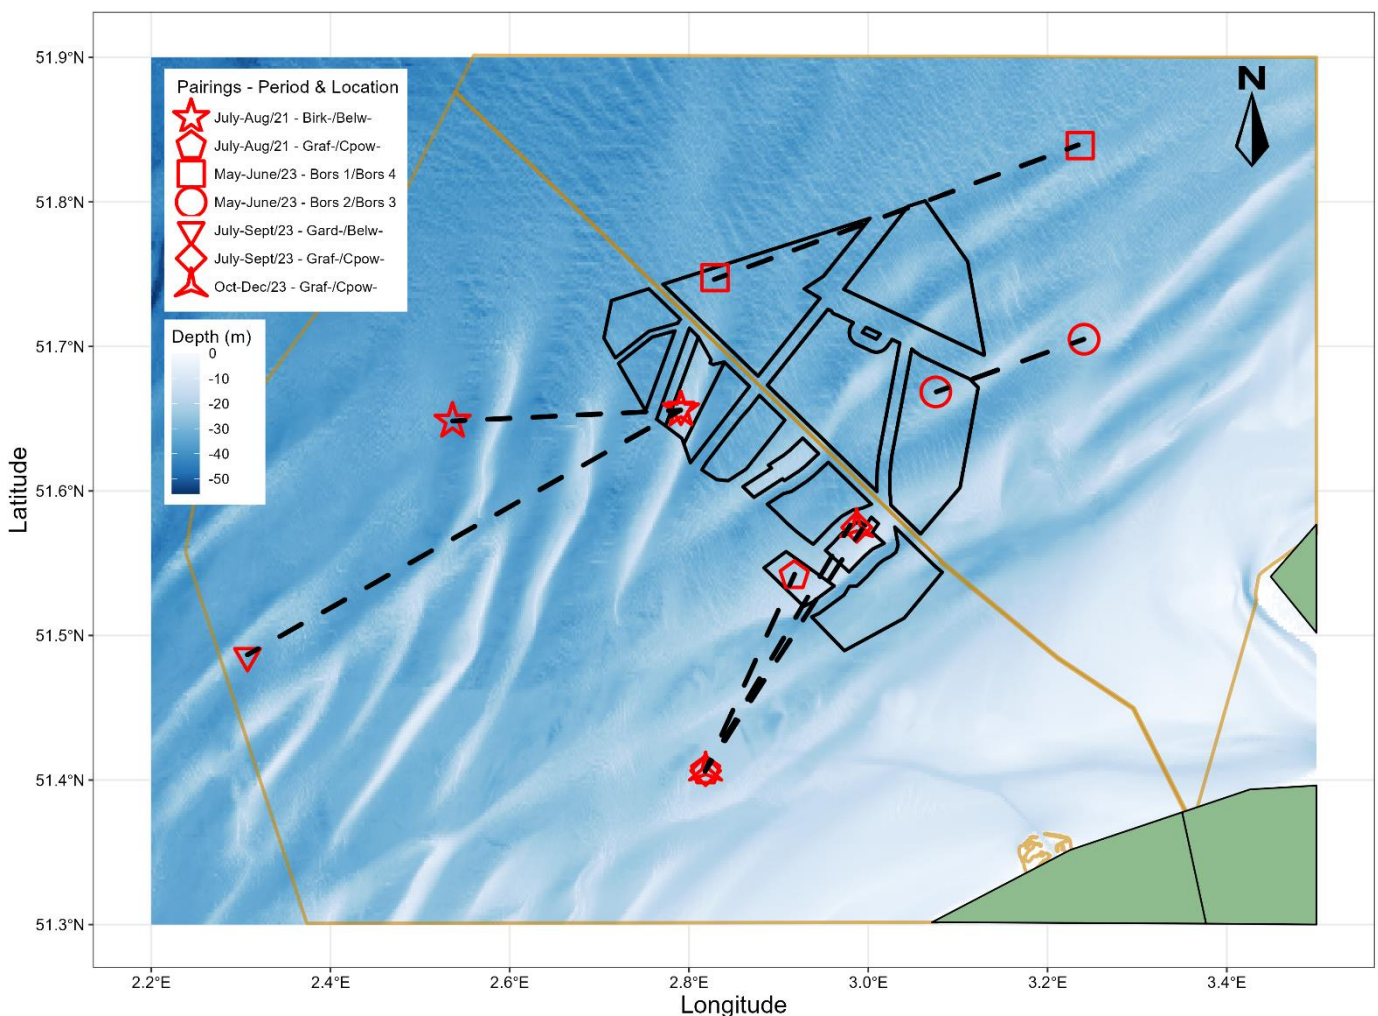 51.9°N
51.8°N
51.7°N
51.6°N
51.5°N
51.4°N
51.3°N
Latitude
Pairings - Period & Location
July-Aug/21 - Birk-/Belw-
July-Aug/21 - Graf-/Cpow-
May-June/23 - Bors 1/Bors 4
May-June/23 - Bors 2/Bors 3
July-Sept/23 - Gard-/Belw-
July-Sept/23 - Graf-/Cpow-
Oct-Dec/23 - Graf-/Cpow-
Depth (m)
0
-10
-20
-30
-40
-50
N
2.2°E 2.4°E 2.6°E 2.8°E 3.0°E 3.2°E 3.4°E
Longitude